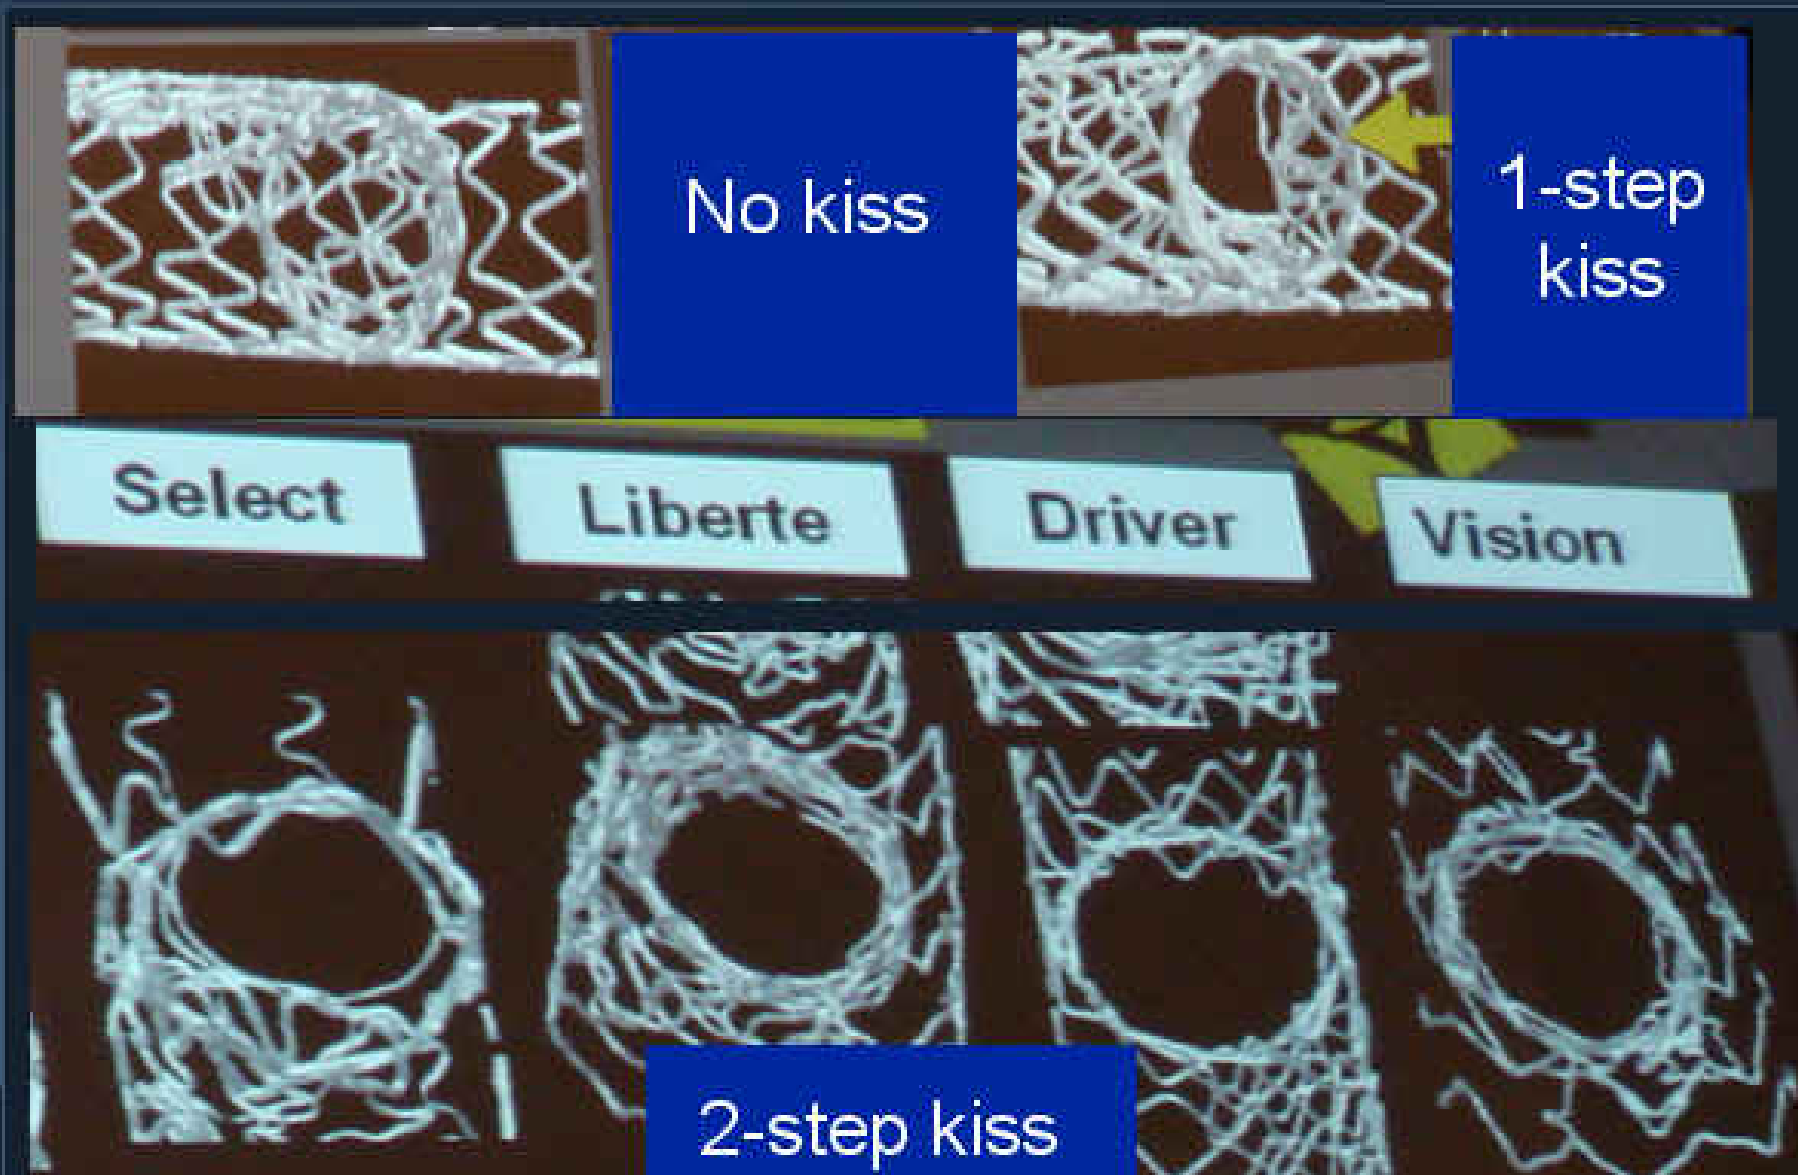 No kiss
1-step
kiss
Select
Liberte
Driver
Vision
2-step kiss